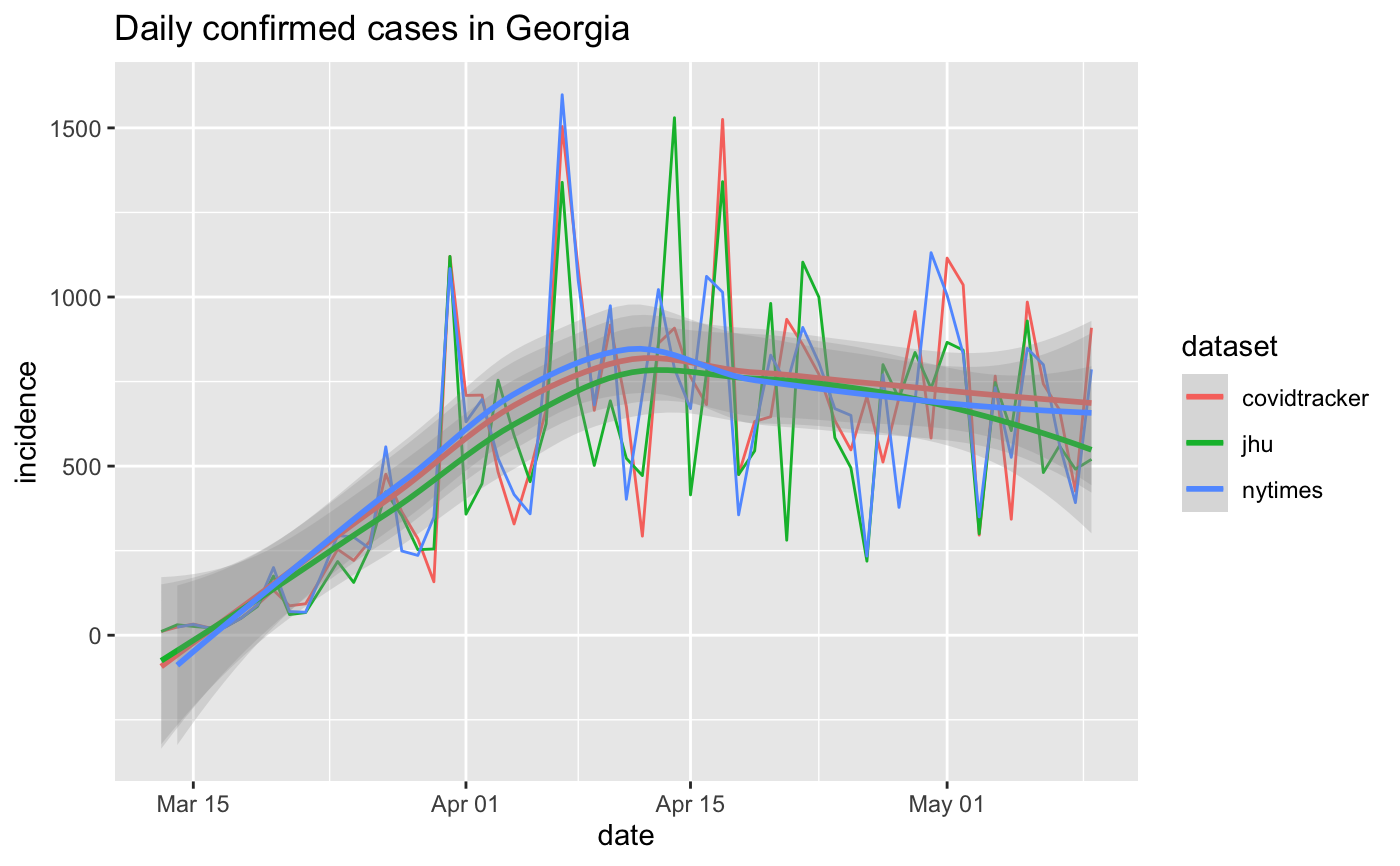 Daily confirmed cases in Georgia
1500
1000
500
0
incidence
Mar 15
Apr 01
Apr 15
May 01
date
dataset
covidtracker
jhu
nytimes